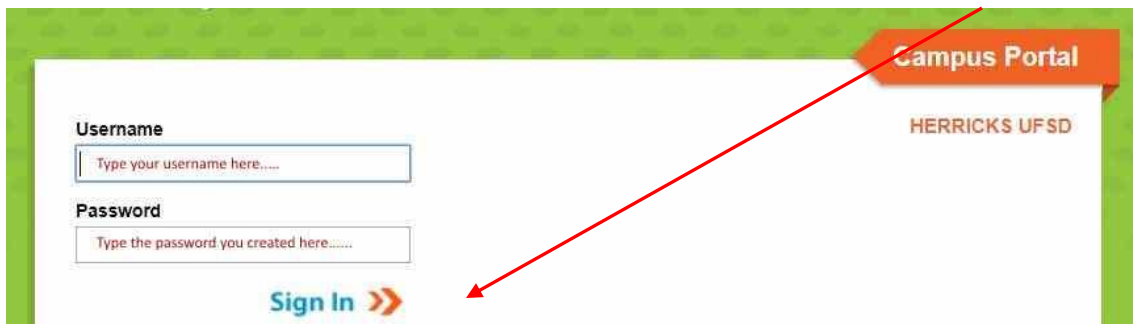 Campus Portal
HERRICKS UFSD
Username
Type your username here.....
Password
Type the password you created here......
Sign In